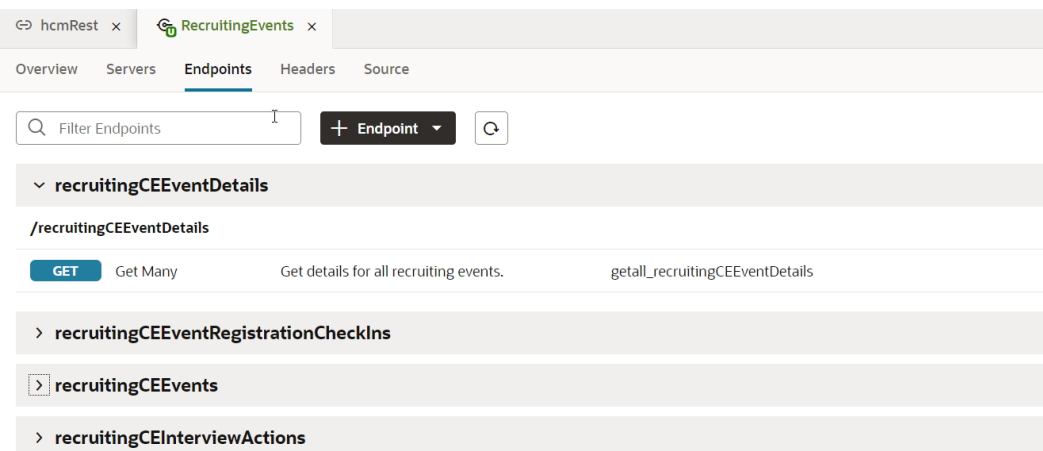 hcmRest x RecruitingEvents x
Overview Servers Endpoints Headers Source
Filter Endpoints + Endpoint
recruitingCEEventDetails
/recruitingCEEventDetails
GET Get Many Get details for all recruiting events. getall_recruitingCEEventDetails
recruitingCEEventRegistrationCheckIns
recruitingCEEvents
recruitingCEInterviewActions